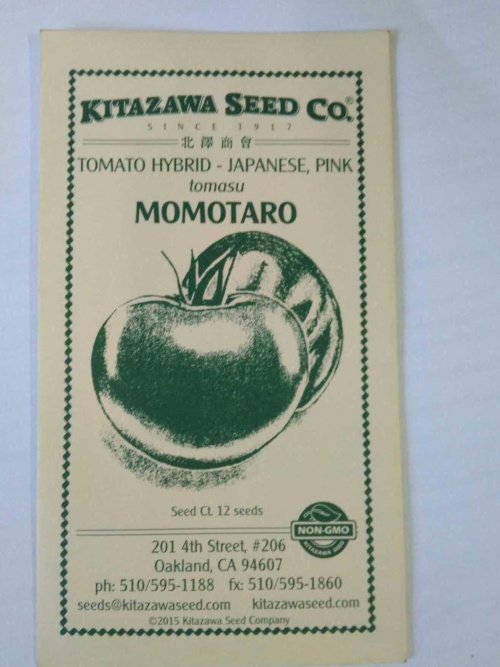 KITAZAWA SEED CO.®
SINCE 1917
北澤商會
TOMATO HYBRID - JAPANESE, PINK
tomasu
MOMOTARO
Seed Ct. 12 seeds
NON-GMO
KITAZAWA SEED
201 4th Street, #206
Oakland, CA 94607
ph: 510/595-1188 fx: 510/595-1860
seeds@kitazawaseed.com kitazawaseed.com
©2015 Kitazawa Seed Company